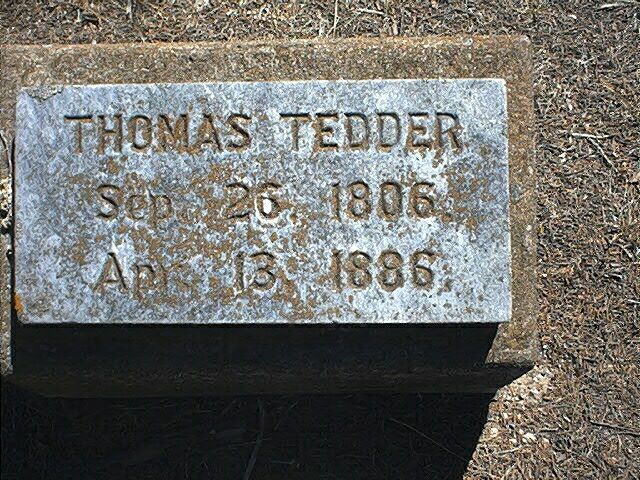 THOMAS TEDDER
Sep. 26. 1806.
Apr. 13. 1886.